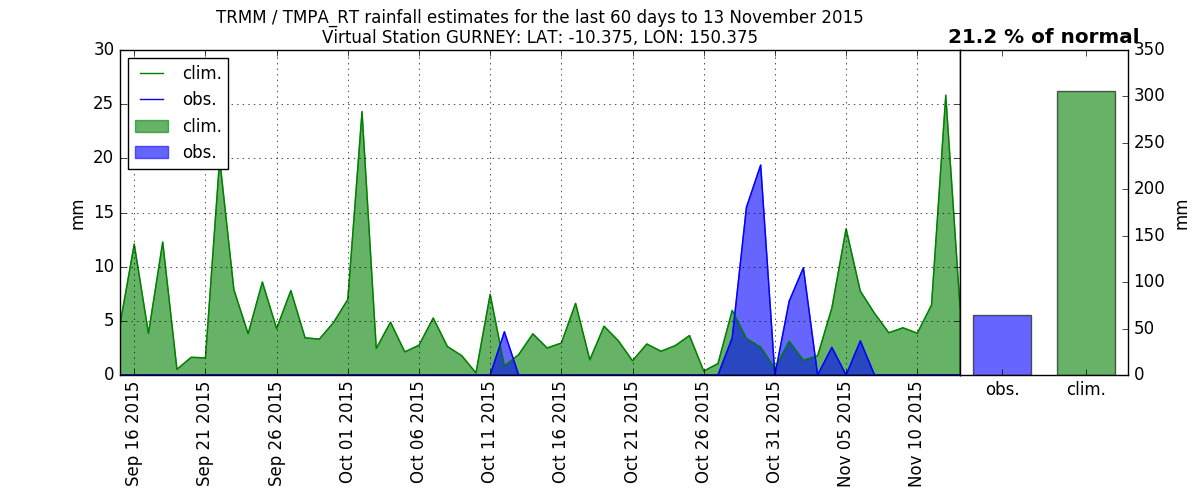 TRMM / TMPA_RT rainfall estimates for the last 60 days to 13 November 2015
Virtual Station GURNEY: LAT: -10.375, LON: 150.375
21.2 % of normal
30
25
20
15
10
5
0
mm
clim.
obs.
clim.
obs.
Sep 16 2015
Sep 21 2015
Sep 26 2015
Oct 01 2015
Oct 06 2015
Oct 11 2015
Oct 16 2015
Oct 21 2015
Oct 26 2015
Oct 31 2015
Nov 05 2015
Nov 10 2015
350
300
250
200
150
100
50
0
mm
obs.
clim.